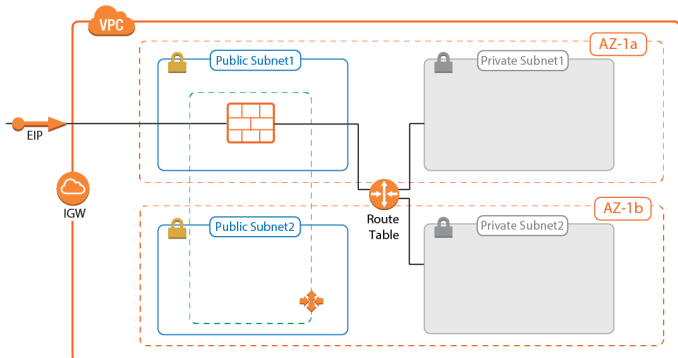 VPC
AZ-1a
Public Subnet1
Private Subnet1
EIP
IGW
Route
Table
AZ-1b
Public Subnet2
Private Subnet2